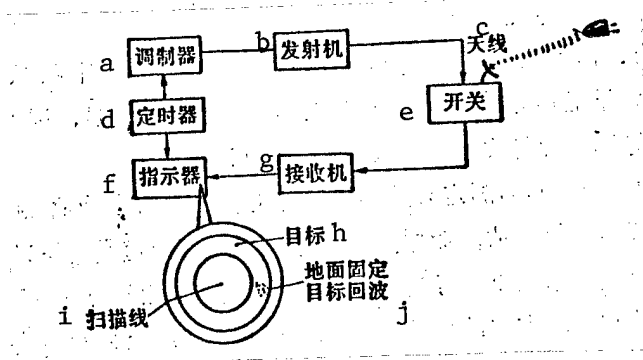 c
b
天线
a 调制器
发射机
d 定时器
e 开关
f 指示器
g 接收机
目标 h
地面固定
目标回波
i 扫描线
j